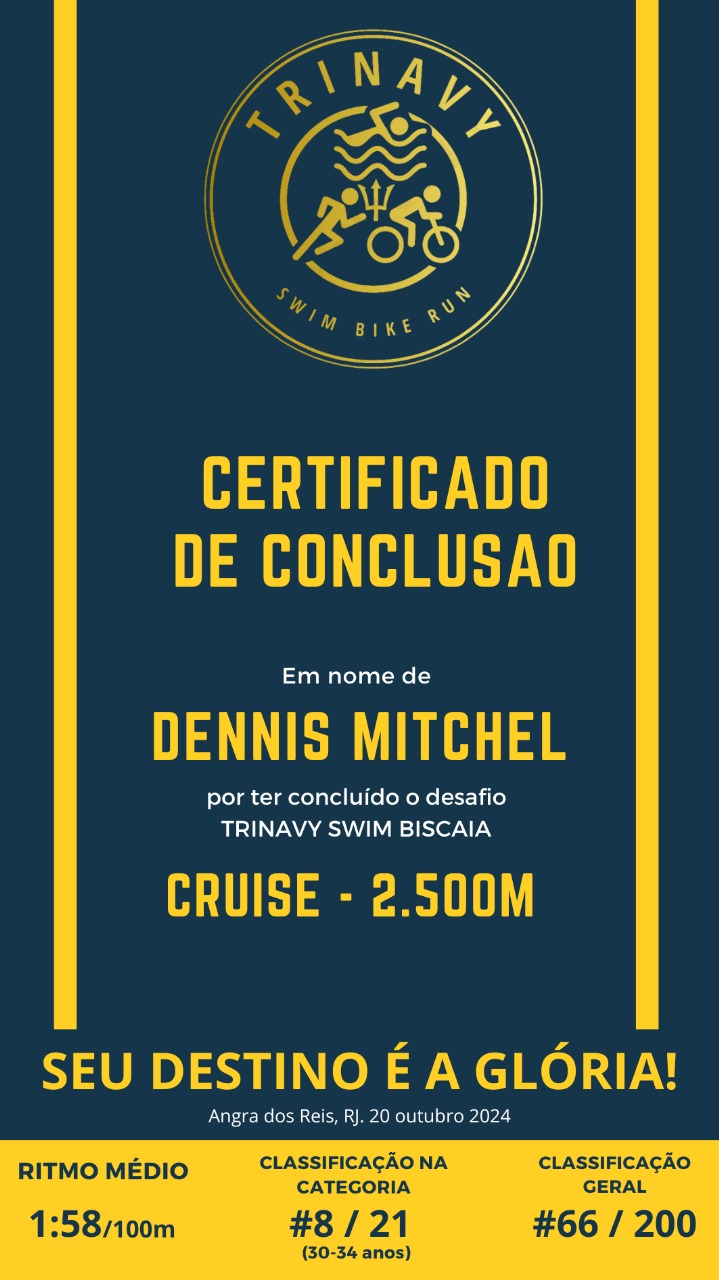 TRINAVY
SWIM BIKE RUN
CERTIFICADO
DE CONCLUSAO
Em nome de
DENNIS MITCHEL
por ter concluído o desafio
TRINAVY SWIM BISCAIA
CRUISE - 2.500M
SEU DESTINO É A GLÓRIA!
Angra dos Reis, RJ. 20 outubro 2024
RITMO MÉDIO
1:58/100m
CLASSIFICAÇÃO NA
CATEGORIA
#8 / 21
(30-34 anos)
CLASSIFICAÇÃO
GERAL
#66 / 200